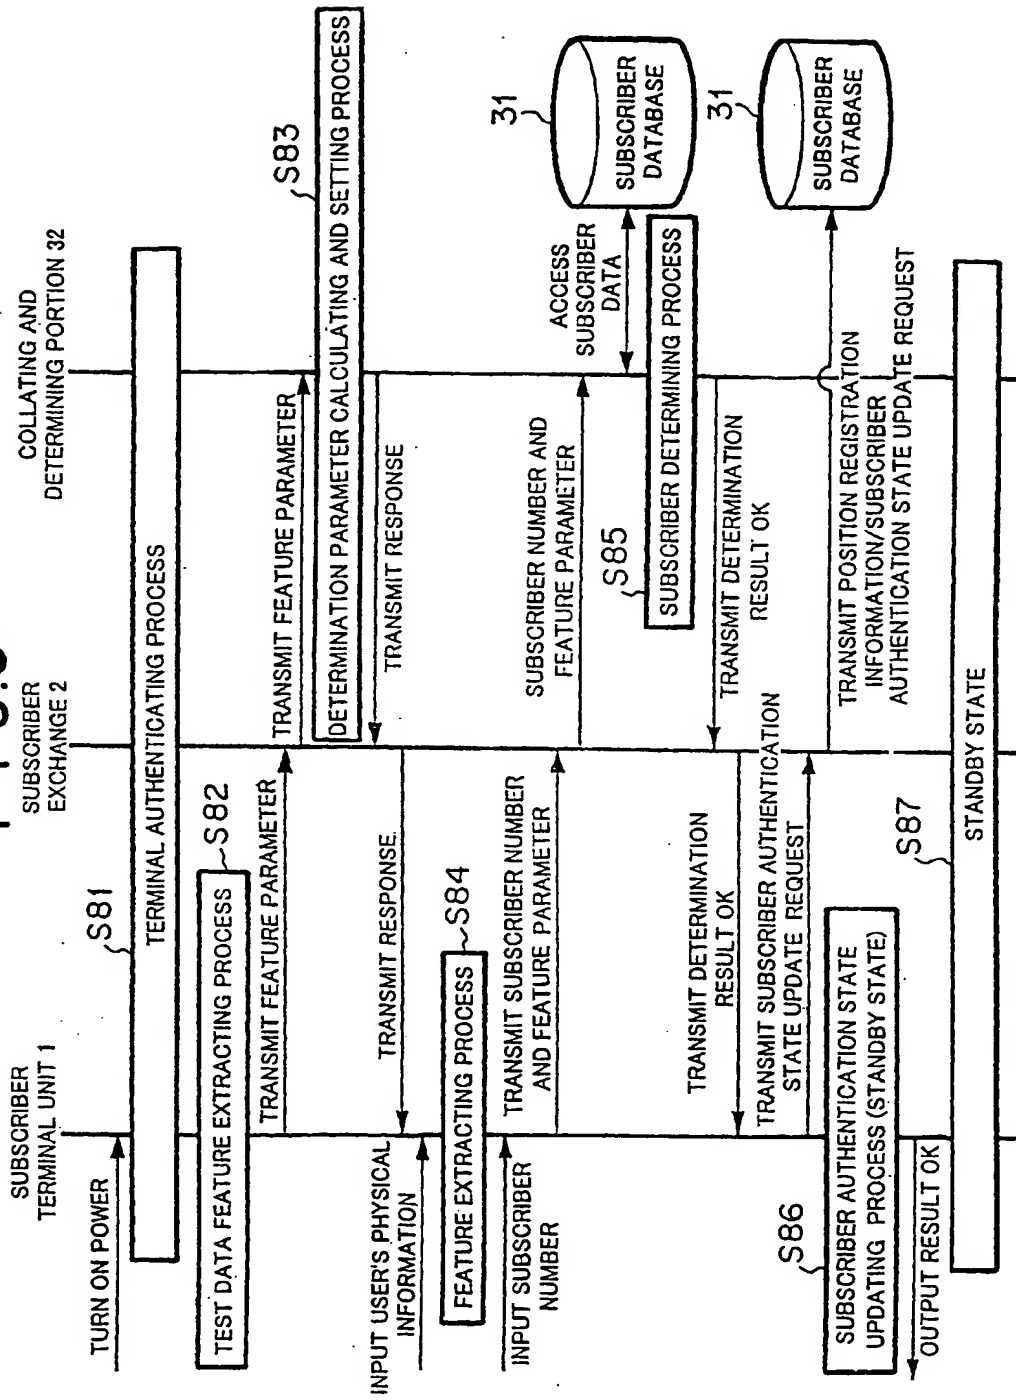 SUBSCRIBER
TERMINAL UNIT 1
SUBSCRIBER
EXCHANGE 2
COLLATING AND
DETERMINING PORTION 32
TURN ON POWER
S81
TERMINAL AUTHENTICATING PROCESS
TEST DATA FEATURE EXTRACTING PROCESS
S82
TRANSMIT FEATURE PARAMETER
TRANSMIT FEATURE PARAMETER
S83
DETERMINATION PARAMETER CALCULATING AND SETTING PROCESS
TRANSMIT RESPONSE
TRANSMIT RESPONSE
INPUT USER'S PHYSICAL
INFORMATION
FEATURE EXTRACTING PROCESS
S84
INPUT SUBSCRIBER
NUMBER
TRANSMIT SUBSCRIBER NUMBER
AND FEATURE PARAMETER
SUBSCRIBER NUMBER AND
FEATURE PARAMETER
ACCESS
SUBSCRIBER
DATA
31
SUBSCRIBER
DATABASE
S85
SUBSCRIBER DETERMINING PROCESS
TRANSMIT DETERMINATION
RESULT OK
TRANSMIT DETERMINATION
RESULT OK
TRANSMIT SUBSCRIBER AUTHENTICATION
STATE UPDATE REQUEST
TRANSMIT POSITION REGISTRATION
INFORMATION/SUBSCRIBER
AUTHENTICATION STATE UPDATE REQUEST
31
SUBSCRIBER
DATABASE
S86
SUBSCRIBER AUTHENTICATION STATE
UPDATING PROCESS (STANDBY STATE)
OUTPUT RESULT OK
S87
STANDBY STATE